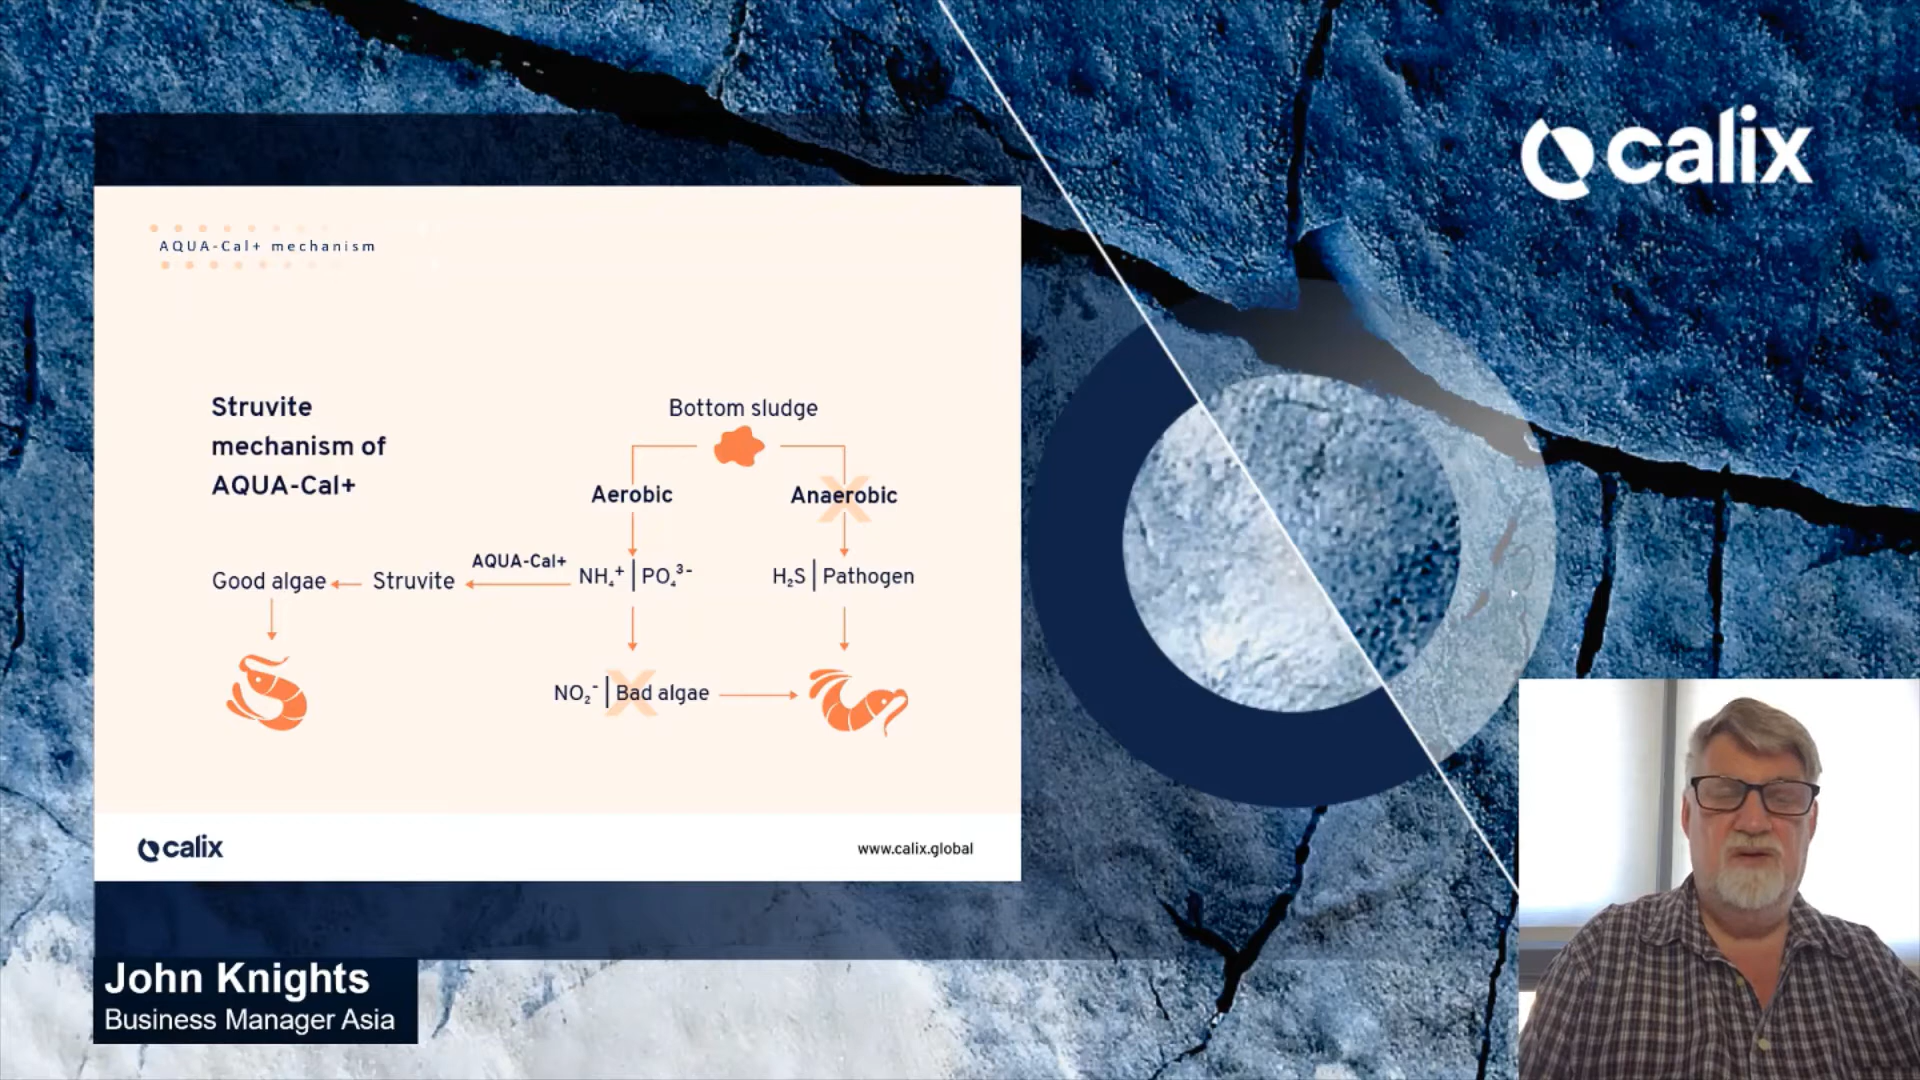 calix
AQUA-Cal+ mechanism
Struvite
mechanism of
AQUA-Cal+
Bottom sludge
Aerobic
Anaerobic
AQUA-Cal+
Good algae
Struvite
NH₄⁺ | PO₄³⁻
H₂S | Pathogen
NO₂⁻ | Bad algae
calix
www.calix.global
John Knights
Business Manager Asia